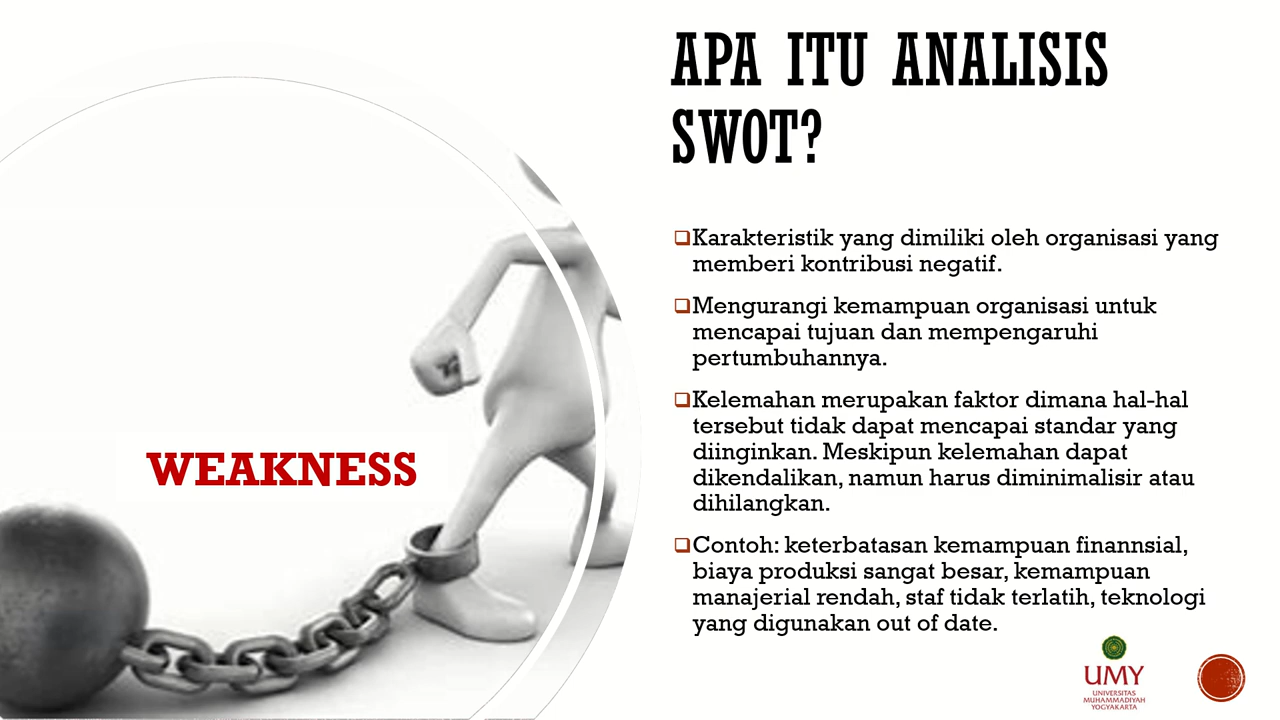 APA ITU ANALISIS
SWOT?
Karakteristik yang dimiliki oleh organisasi yang
memberi kontribusi negatif.
Mengurangi kemampuan organisasi untuk
mencapai tujuan dan mempengaruhi
pertumbuhannya.
Kelemahan merupakan faktor dimana hal-hal
tersebut tidak dapat mencapai standar yang
diinginkan. Meskipun kelemahan dapat
dikendalikan, namun harus diminimalisir atau
dihilangkan.
Contoh: keterbatasan kemampuan finannsial,
biaya produksi sangat besar, kemampuan
manajerial rendah, staf tidak terlatih, teknologi
yang digunakan out of date.
WEAKNESS
UMY
UNIVERSITAS
MUHAMMADIYAH
YOGYAKARTA